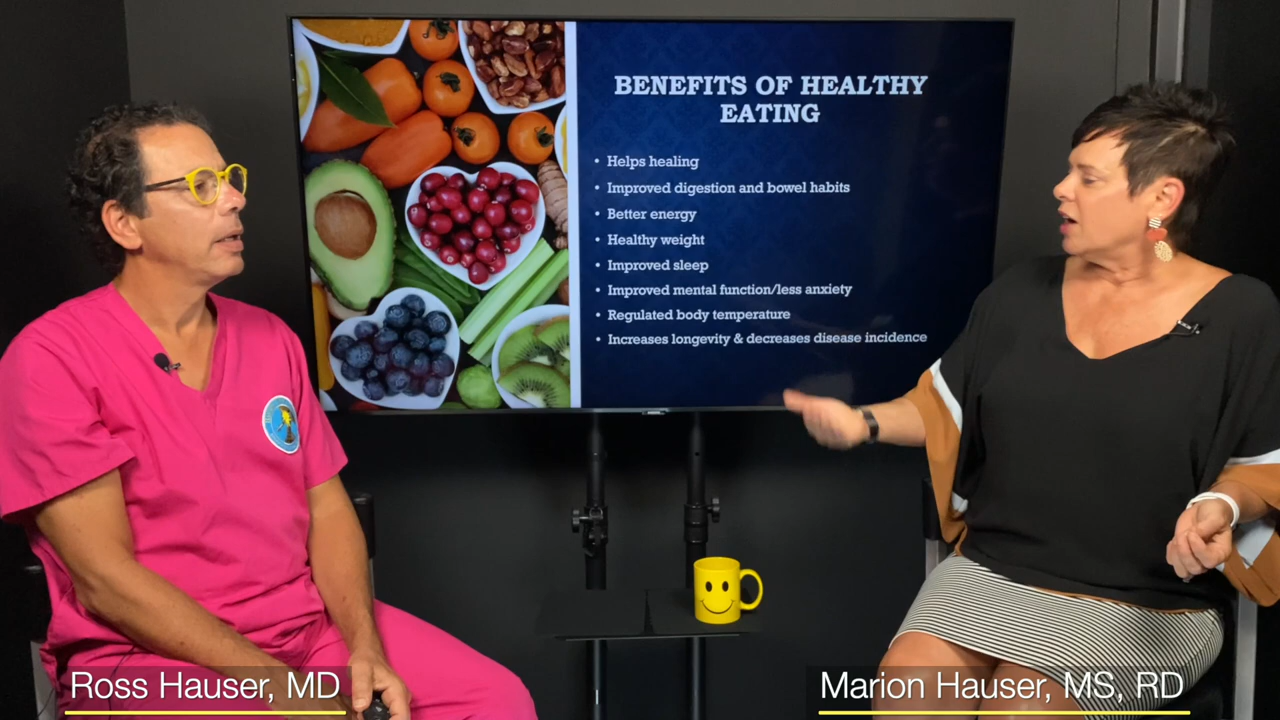 BENEFITS OF HEALTHY
EATING
• Helps healing
• Improved digestion and bowel habits
• Better energy
• Healthy weight
• Improved sleep
• Improved mental function/less anxiety
• Regulated body temperature
• Increases longevity & decreases disease incidence
Ross Hauser, MD
Marion Hauser, MS, RD